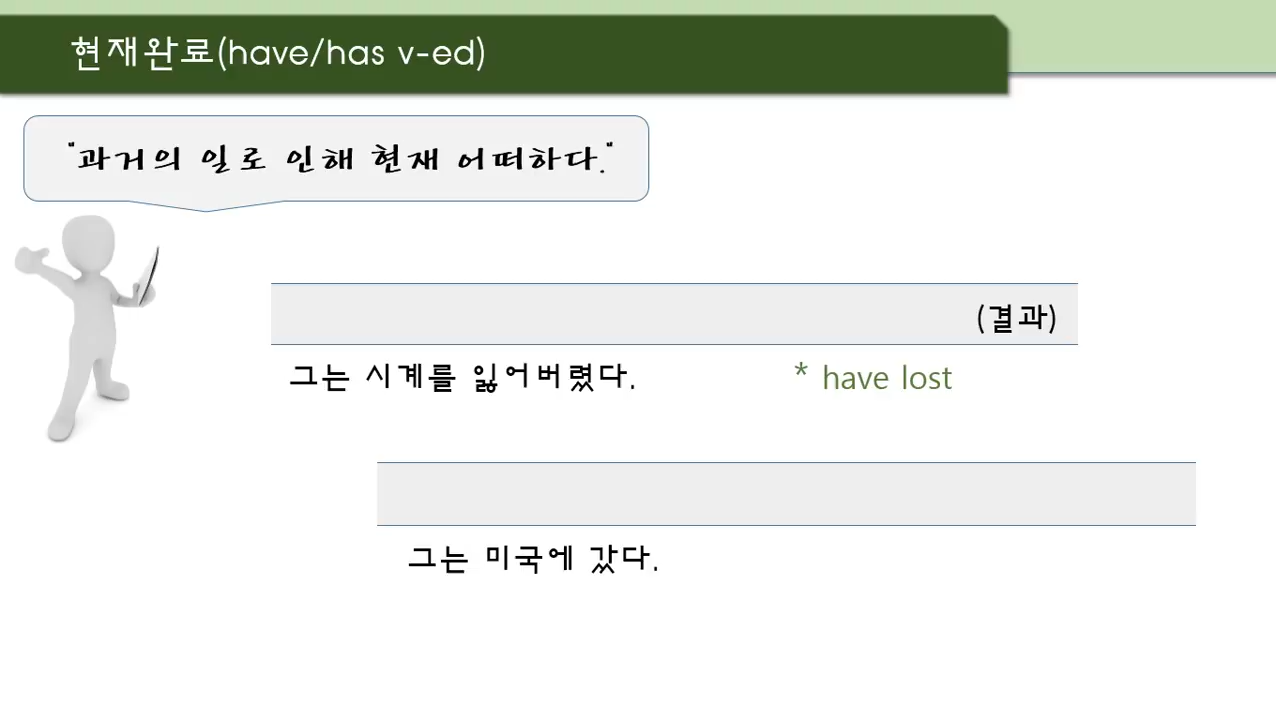 현재완료(have/has v-ed)
"과거의 일로 인해 현재 어떠하다."
(결과)
그는 시계를 잃어버렸다. * have lost
그는 미국에 갔다.